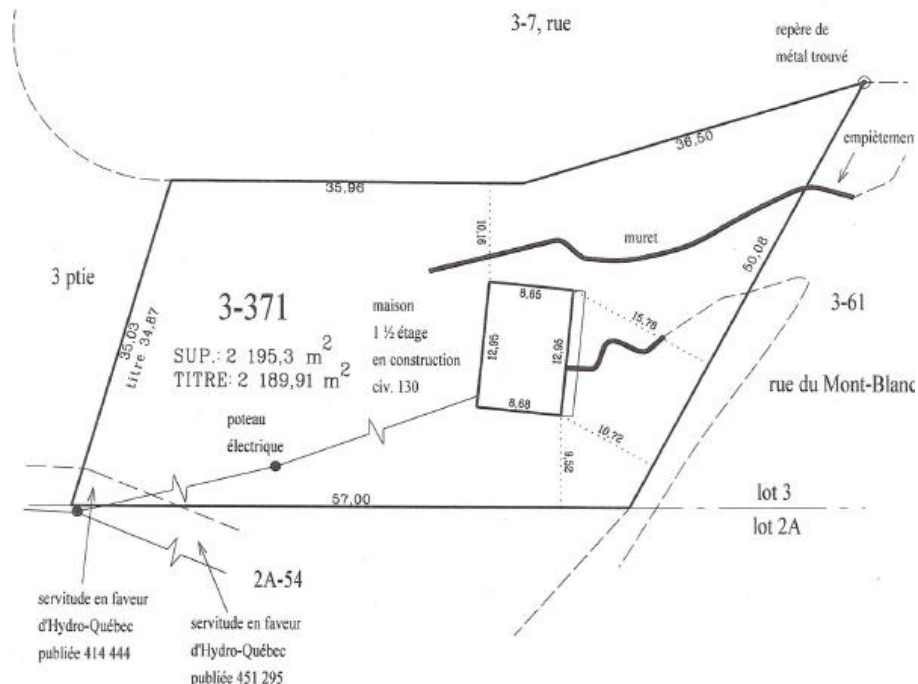 3-7, rue
repère de
métal trouvé
36,50
empiètement
35,96
10,16
muret
50,08
3 ptie
3-371
SUP.: 2 195,3 m²
TITRE: 2 189,91 m²
35,03
titre 34,87
maison
1 ½ étage
en construction
civ. 130
8,65
12,95
12,95
8,68
15,78
3-61
rue du Mont-Blanc
poteau
électrique
10,72
9,52
57,00
lot 3
lot 2A
2A-54
servitude en faveur
d'Hydro-Québec
publiée 414 444
servitude en faveur
d'Hydro-Québec
publiée 451 295